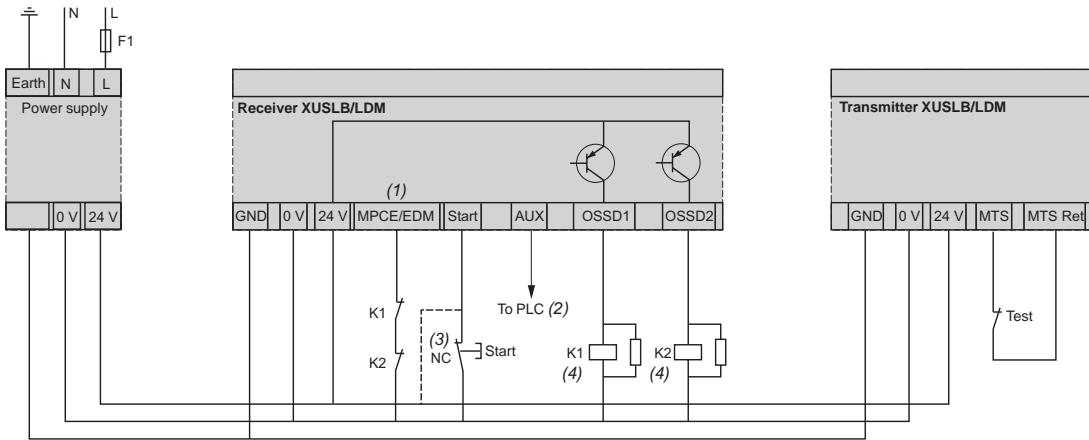 N L
F1
Earth N L
Power supply
0 V 24 V
Receiver XUSLB/LDM
(1)
GND 0 V 24 V MPCE/EDM Start AUX OSSD1 OSSD2
K1
K2
(3)
NC
Start
To PLC (2)
K1
(4)
K2
(4)
Transmitter XUSLB/LDM
GND 0 V 24 V MTS MTS Ret
Test